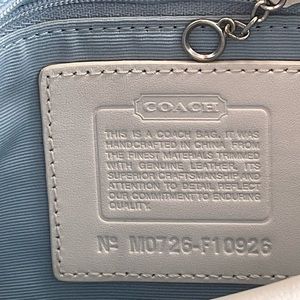 COACH
THIS IS A COACH BAG. IT WAS
HANDCRAFTED IN CHINA FROM
THE FINEST MATERIALS TRIMMED
WITH GENUINE LEATHER. ITS
SUPERIOR CRAFTSMANSHIP AND
ATTENTION TO DETAIL REFLECT
OUR COMMITMENT TO ENDURING
QUALITY.
Nº M0726-F10926